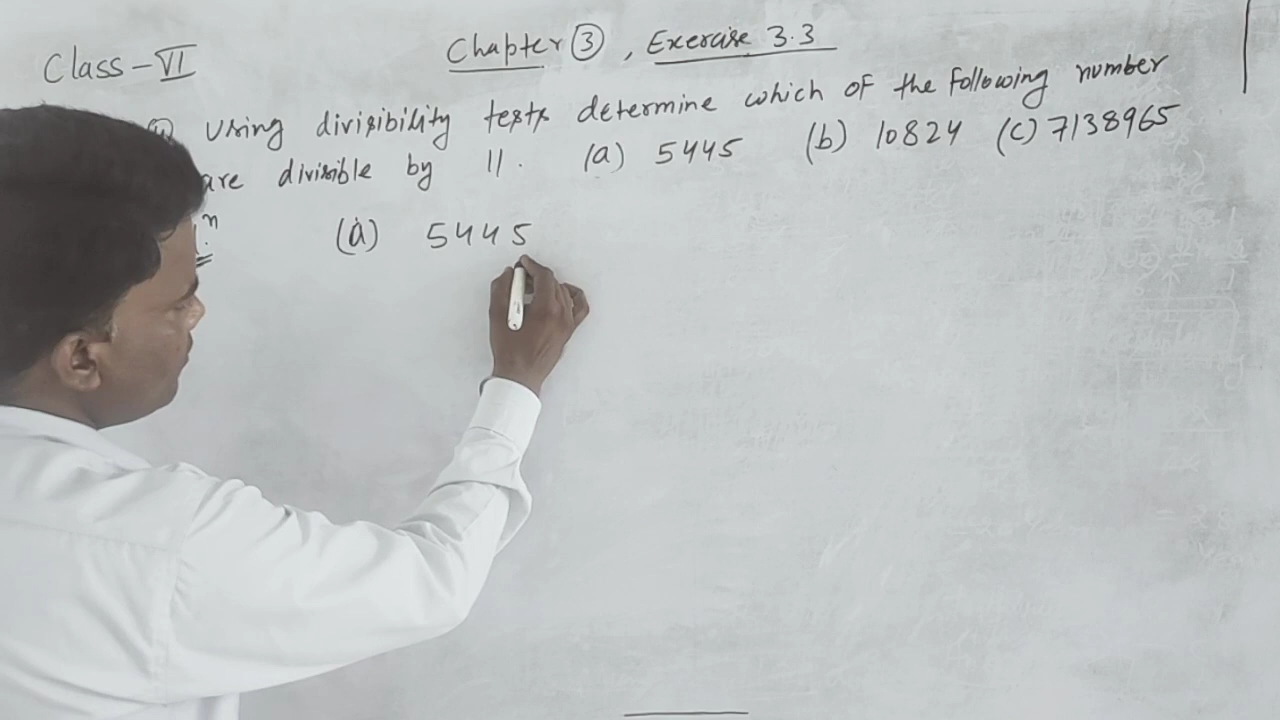 Class-VI
Chapter ③, Exercise 3.3
Using divisibility tests determine which of the following number
are divisible by 11. (a) 5445 (b) 10824 (c) 7138965
(a) 5445